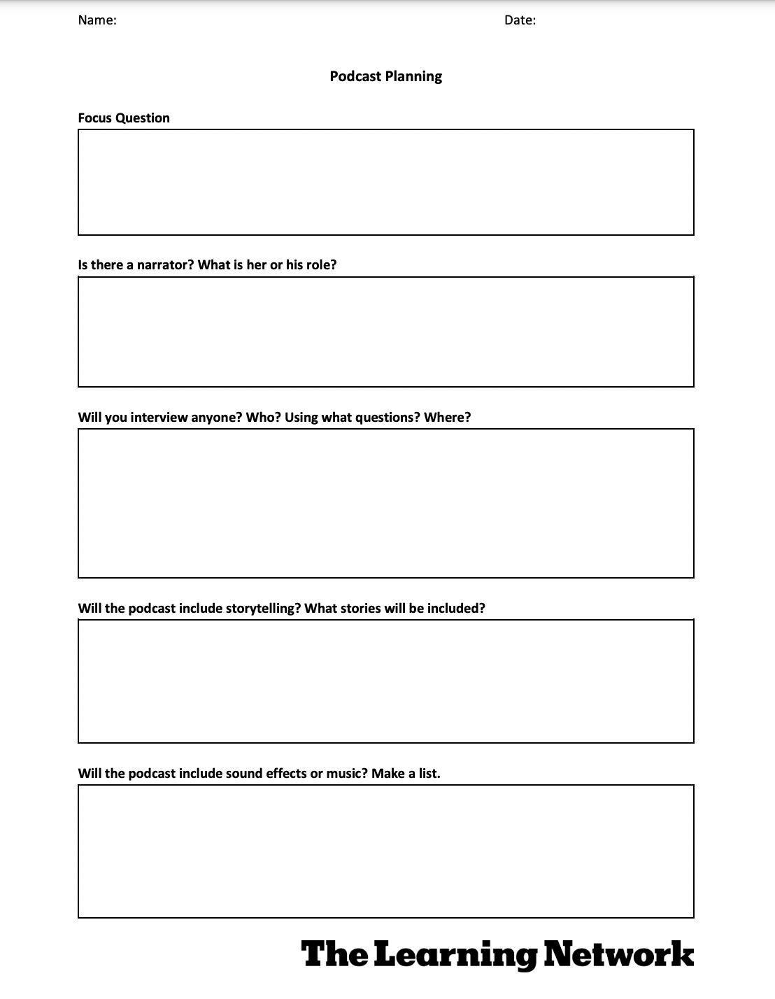 Name: Date:
Podcast Planning
Focus Question
Is there a narrator? What is her or his role?
Will you interview anyone? Who? Using what questions? Where?
Will the podcast include storytelling? What stories will be included?
Will the podcast include sound effects or music? Make a list.
The Learning Network